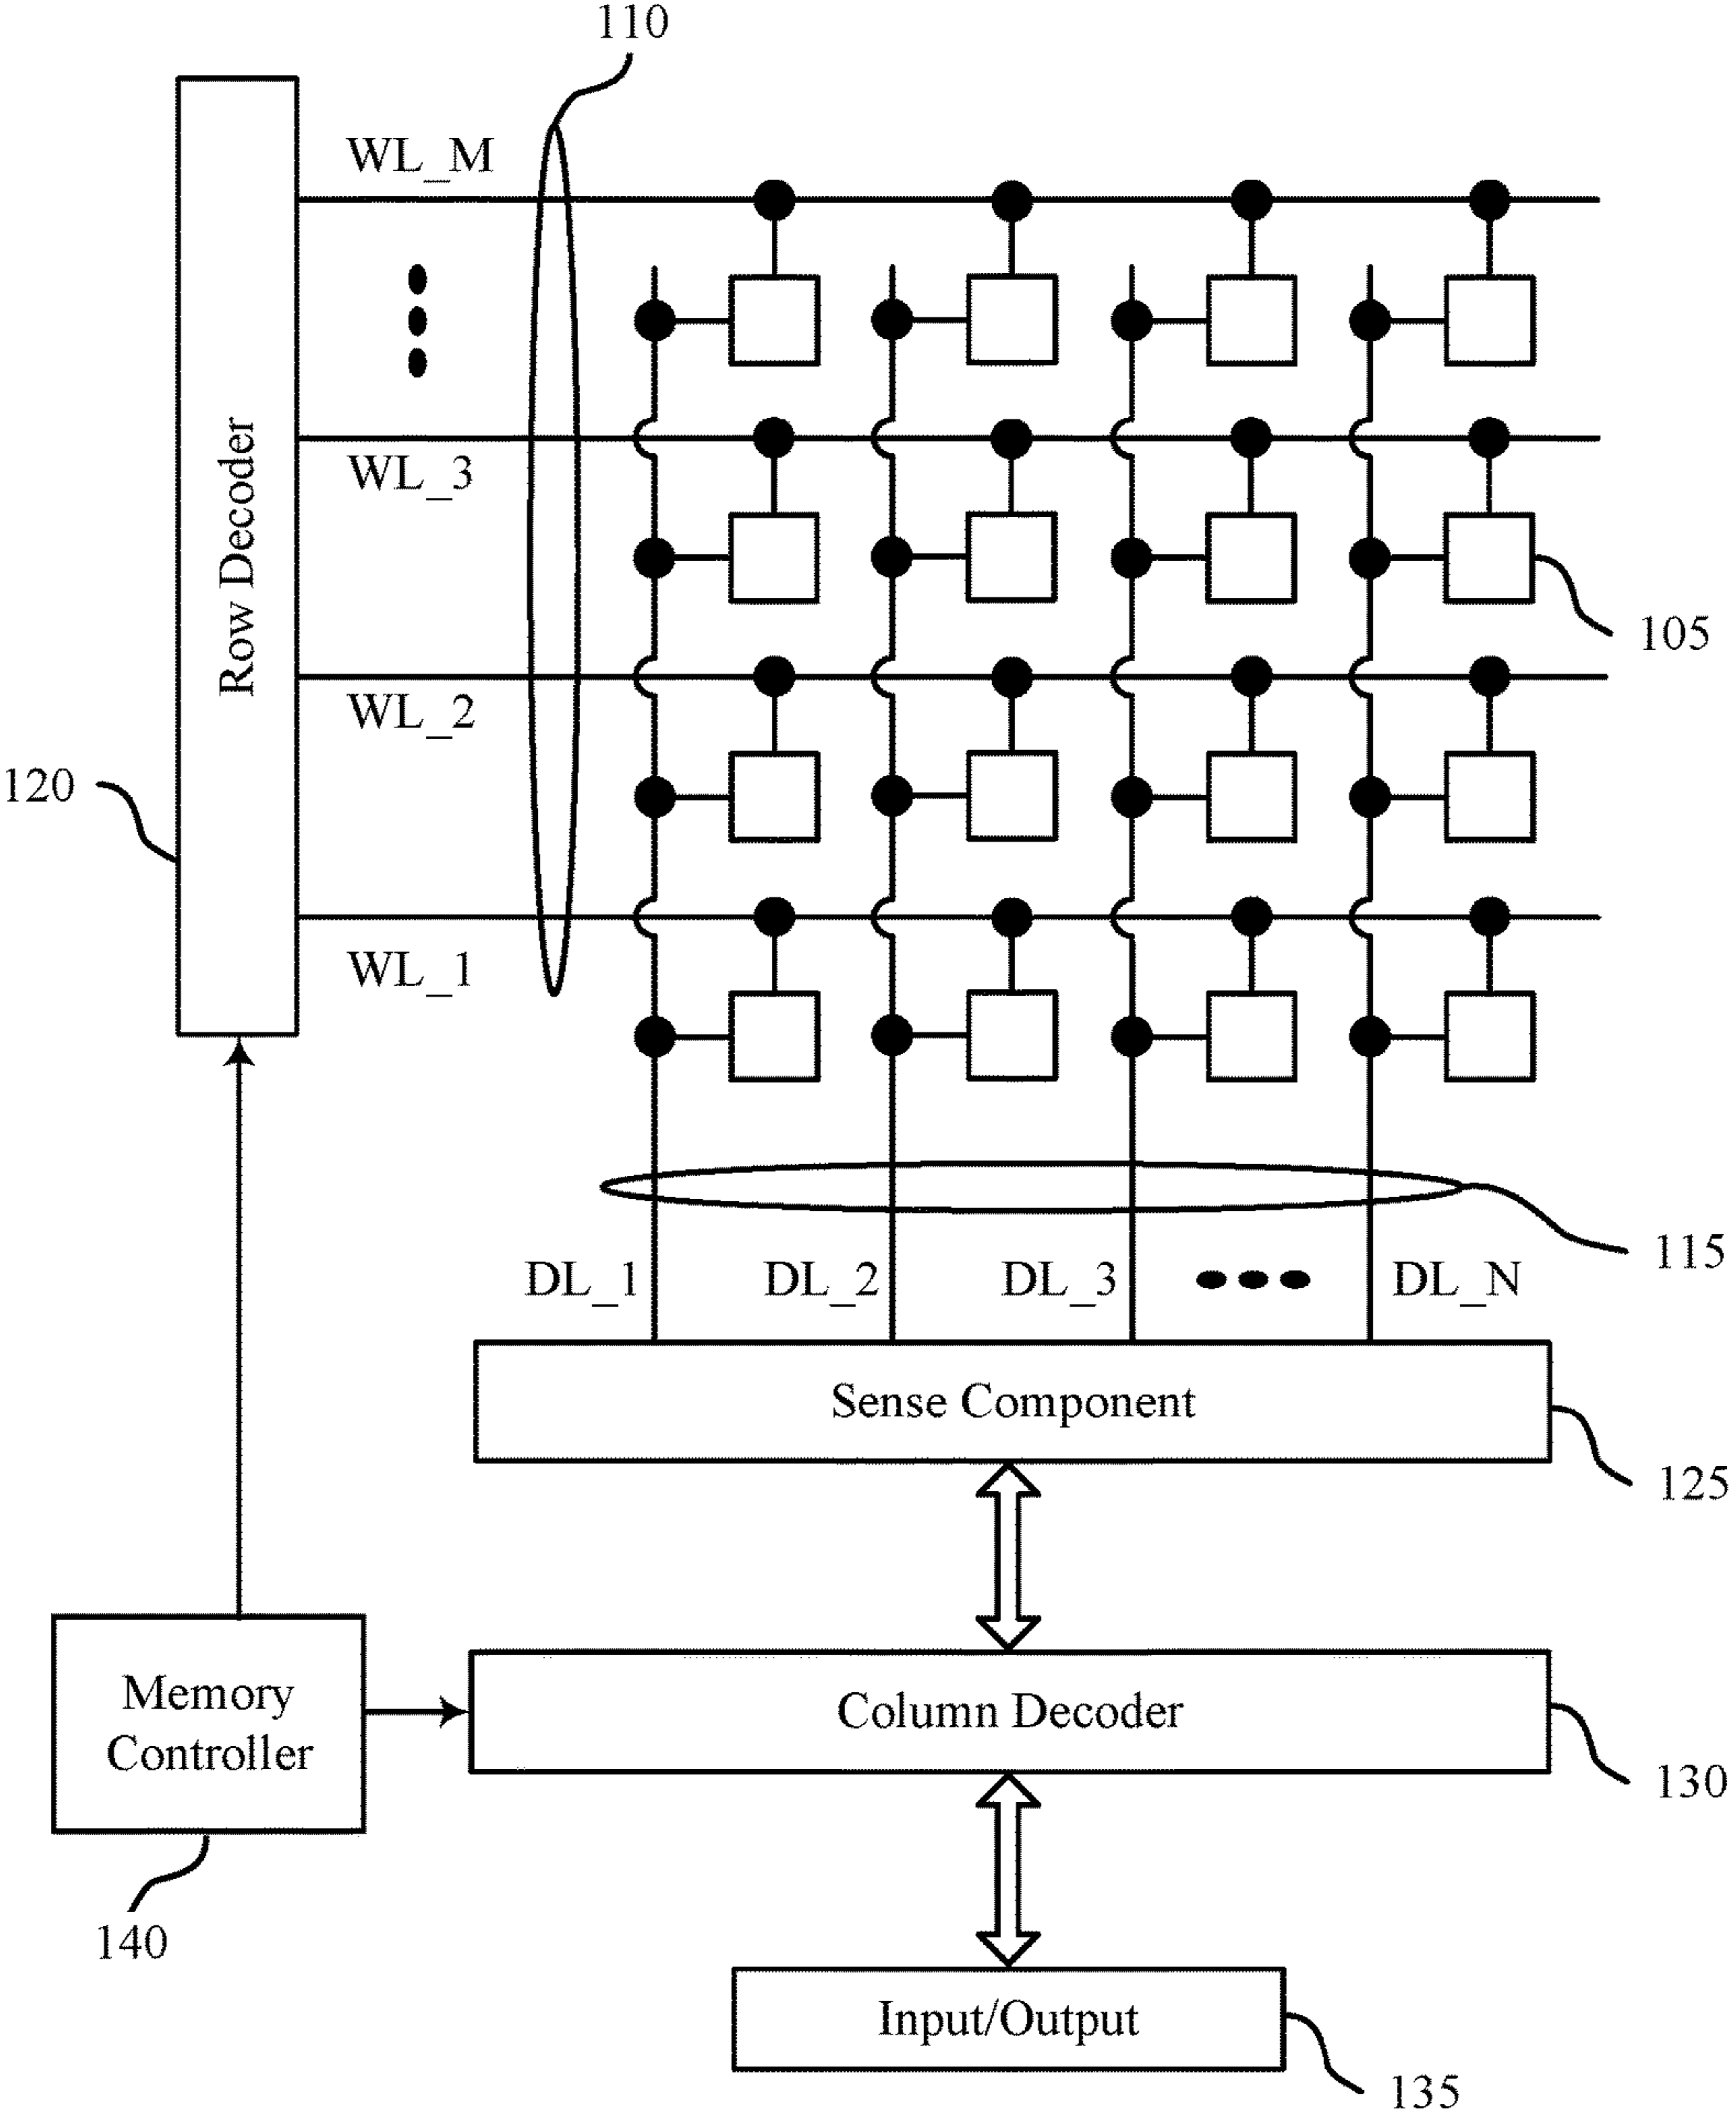 110
WL_M
WL_3
Row Decoder
105
WL_2
120
WL_1
115
DL_1 DL_2 DL_3 DL_N
Sense Component
125
Memory
Controller
Column Decoder
130
140
Input/Output
135